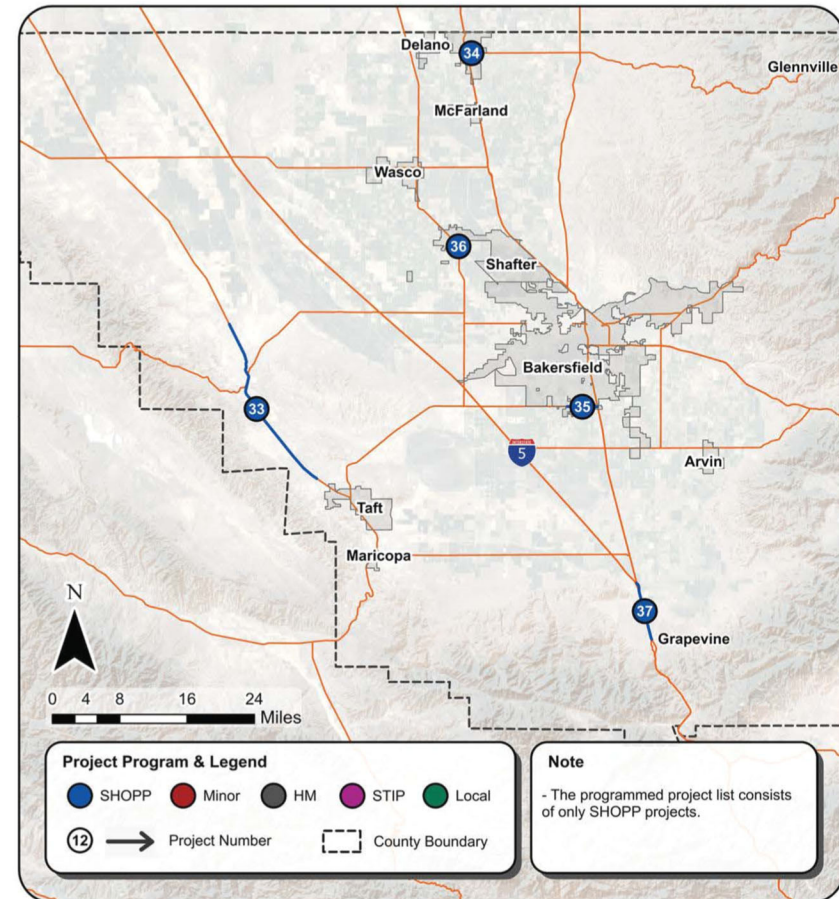 Delano
34
Glennville
McFarland
Wasco
36
Shafter
Bakersfield
33
35
5
Arvin
Taft
Maricopa
37
Grapevine
N
0 4 8 16 24
Miles
Project Program & Legend
SHOPP Minor HM STIP Local
12 Project Number County Boundary
Note
- The programmed project list consists
of only SHOPP projects.